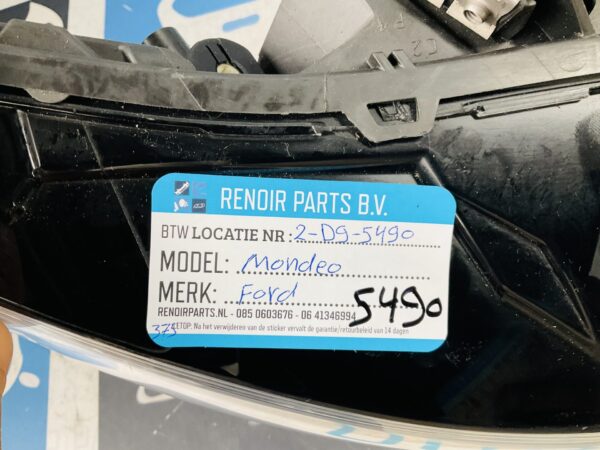 RENOIR PARTS B.V.
BTW LOCATIE NR : 2-D9-5490
MODEL: Mondeo
MERK: Ford
RENOIRPARTS.NL - 085 0603676 - 06 41346994
5490
375
LETOP: Na het verwijderen van de sticker vervalt de garantie/retourbeleid van 14 dagen